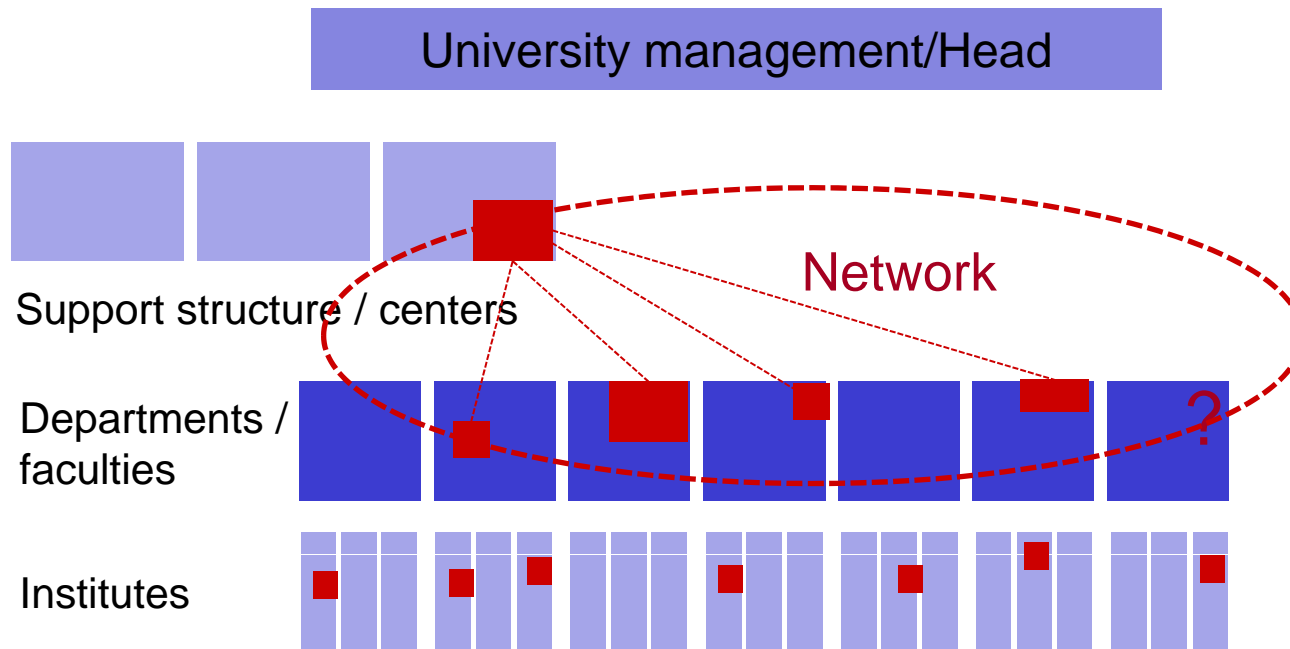 University management/Head
Network
Support structure / centers
Departments /
faculties
?
Institutes